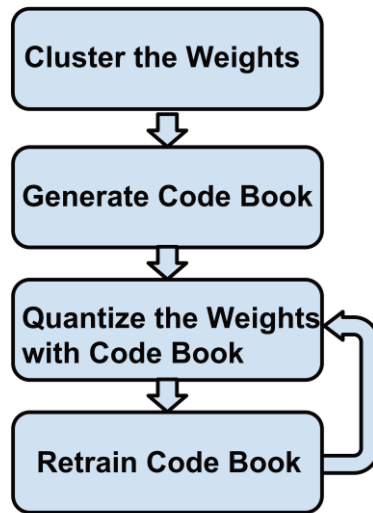 Cluster the Weights
Generate Code Book
Quantize the Weights
with Code Book
Retrain Code Book